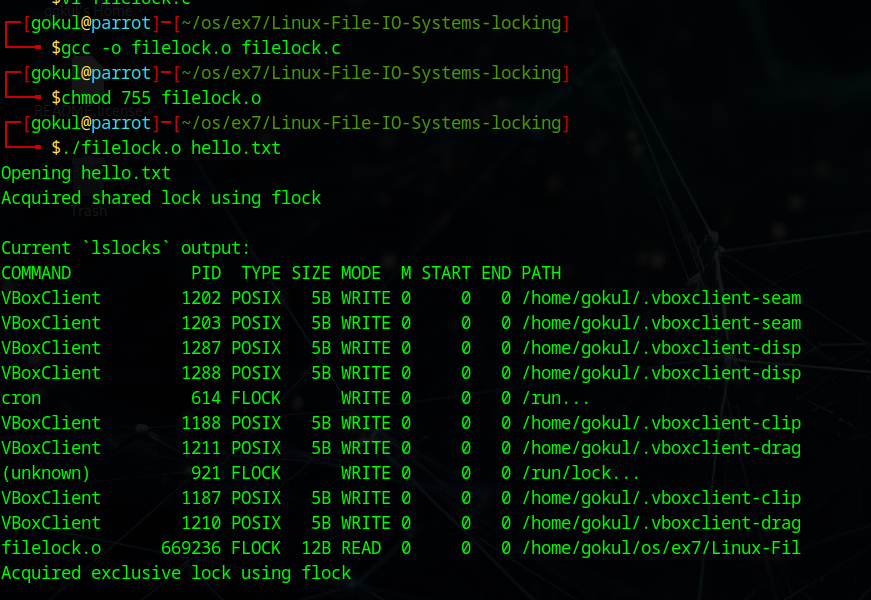 $vi filelock.c
[gokul@parrot]─[~/os/ex7/Linux-File-IO-Systems-locking]
$gcc -o filelock.o filelock.c
[gokul@parrot]─[~/os/ex7/Linux-File-IO-Systems-locking]
$chmod 755 filelock.o
[gokul@parrot]─[~/os/ex7/Linux-File-IO-Systems-locking]
$./filelock.o hello.txt
Opening hello.txt
Acquired shared lock using flock
Trash
Current `lslocks` output:
COMMAND PID TYPE SIZE MODE M START END PATH
VBoxClient 1202 POSIX 5B WRITE 0 0 0 /home/gokul/.vboxclient-seam
VBoxClient 1203 POSIX 5B WRITE 0 0 0 /home/gokul/.vboxclient-seam
VBoxClient 1287 POSIX 5B WRITE 0 0 0 /home/gokul/.vboxclient-disp
VBoxClient 1288 POSIX 5B WRITE 0 0 0 /home/gokul/.vboxclient-disp
cron 614 FLOCK WRITE 0 0 0 /run...
VBoxClient 1188 POSIX 5B WRITE 0 0 0 /home/gokul/.vboxclient-clip
VBoxClient 1211 POSIX 5B WRITE 0 0 0 /home/gokul/.vboxclient-drag
(unknown) 921 FLOCK WRITE 0 0 0 /run/lock...
VBoxClient 1187 POSIX 5B WRITE 0 0 0 /home/gokul/.vboxclient-clip
VBoxClient 1210 POSIX 5B WRITE 0 0 0 /home/gokul/.vboxclient-drag
filelock.o 669236 FLOCK 12B READ 0 0 0 /home/gokul/os/ex7/Linux-Fil
Acquired exclusive lock using flock